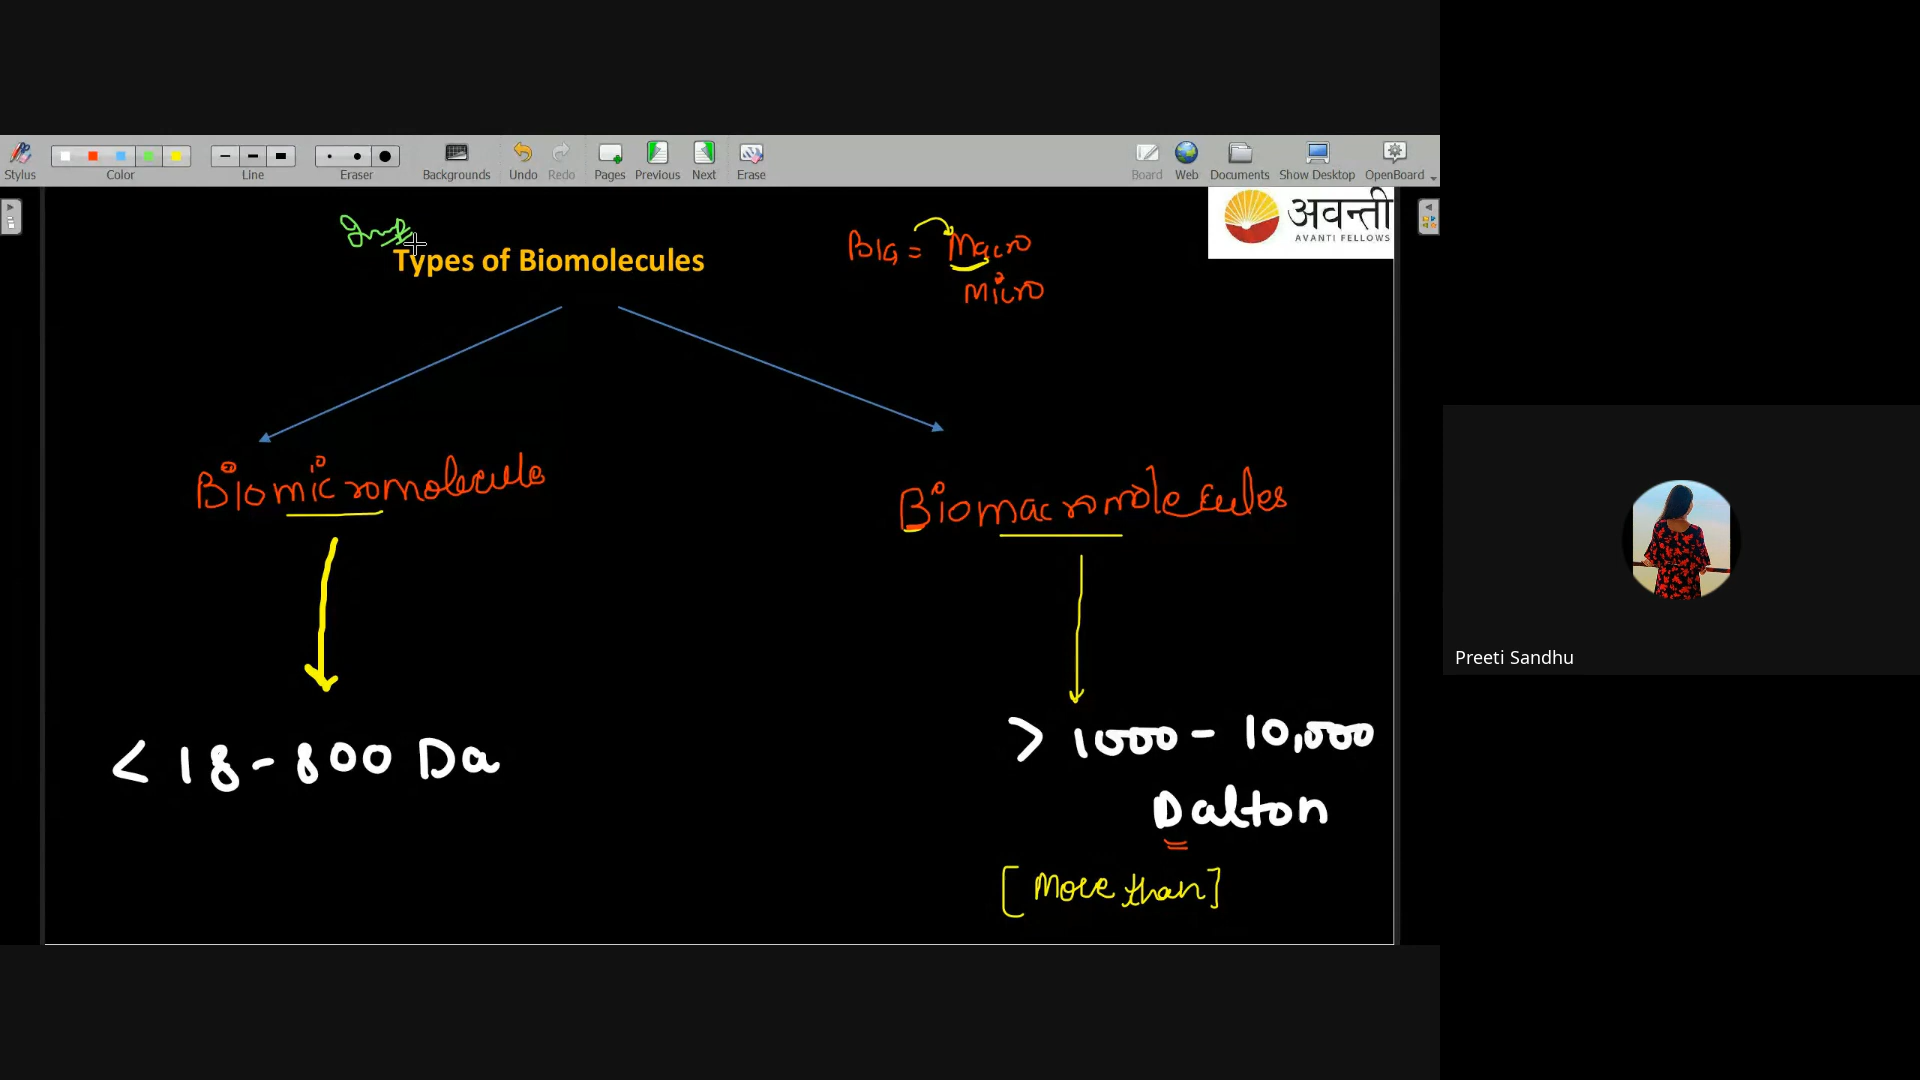 Stylus
Color
Line
Eraser
Backgrounds
Undo
Redo
Pages
Previous
Next
Erase
Board
Web
Documents
Show Desktop
OpenBoard
Imp
Types of Biomolecules
BIG = Macro
Micro
अवन्ती
AVANTI FELLOWS
Biomicromolecule
Biomacromolecules
< 18 - 800 Da
> 1000 - 10,000
Dalton
[More than]
Preeti Sandhu